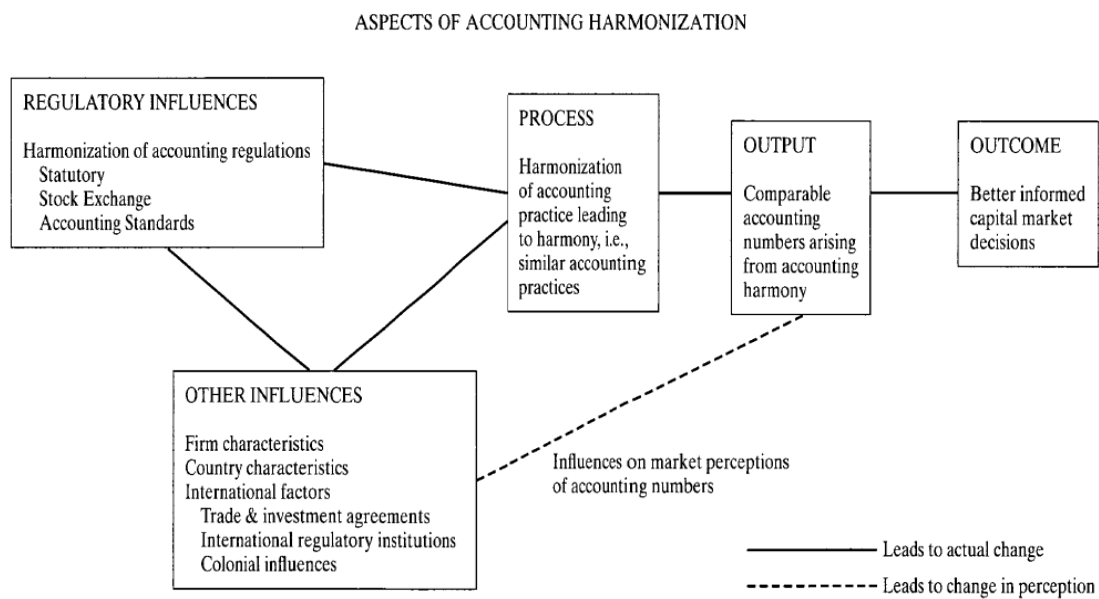 ASPECTS OF ACCOUNTING HARMONIZATION
REGULATORY INFLUENCES
Harmonization of accounting regulations
Statutory
Stock Exchange
Accounting Standards
PROCESS
Harmonization
of accounting
practice leading
to harmony, i.e.,
similar accounting
practices
OUTPUT
Comparable
accounting
numbers arising
from accounting
harmony
OUTCOME
Better informed
capital market
decisions
OTHER INFLUENCES
Firm characteristics
Country characteristics
International factors
Trade & investment agreements
International regulatory institutions
Colonial influences
Influences on market perceptions
of accounting numbers
Leads to actual change
Leads to change in perception